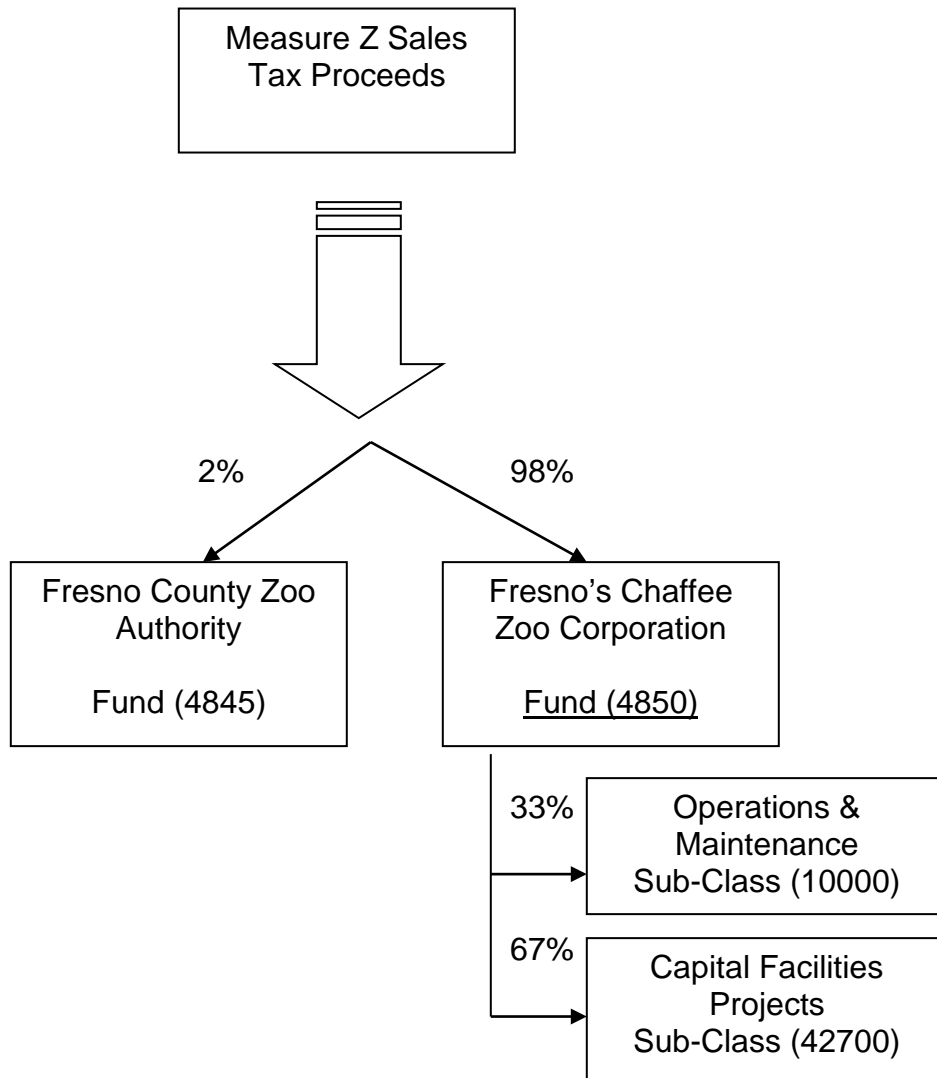 Measure Z Sales
Tax Proceeds
2%
98%
Fresno County Zoo
Authority
Fund (4845)
Fresno’s Chaffee
Zoo Corporation
Fund (4850)
33%
Operations &
Maintenance
Sub-Class (10000)
67%
Capital Facilities
Projects
Sub-Class (42700)